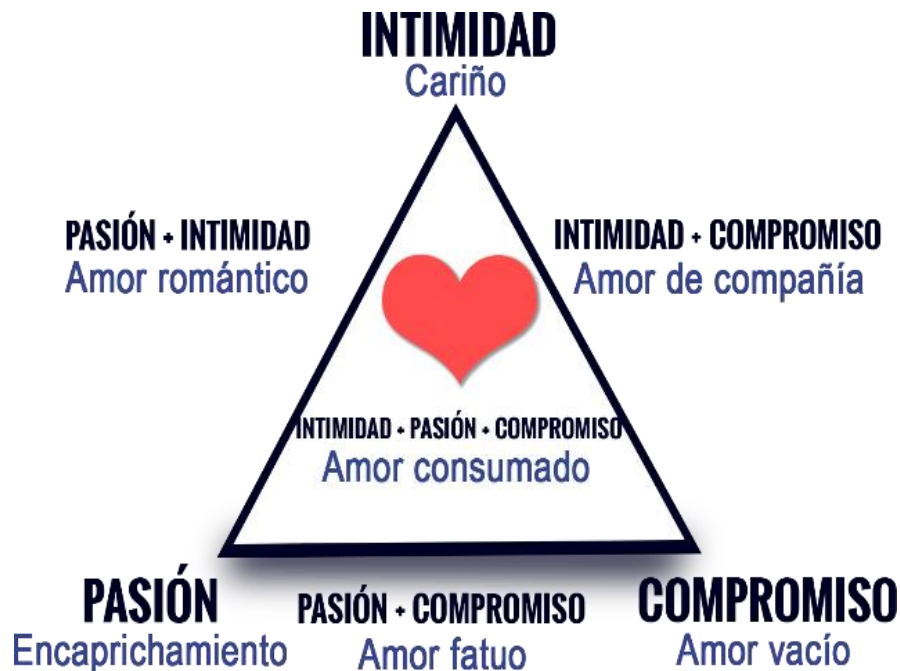 INTIMIDAD
Cariño
PASIÓN + INTIMIDAD
Amor romántico
INTIMIDAD + COMPROMISO
Amor de compañía
INTIMIDAD + PASIÓN + COMPROMISO
Amor consumado
PASIÓN
Encaprichamiento
PASIÓN + COMPROMISO
Amor fatuo
COMPROMISO
Amor vacío